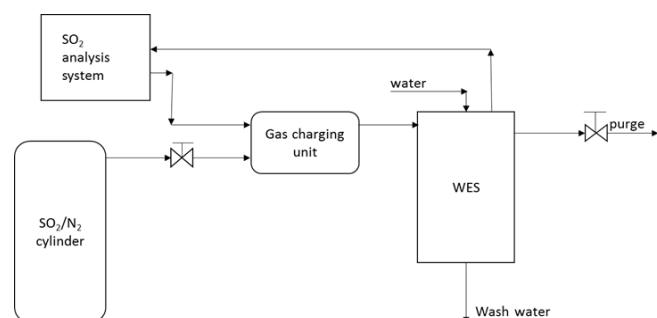 SO₂
analysis
system
water
Gas charging
unit
purge
SO₂/N₂
cylinder
WES
Wash water